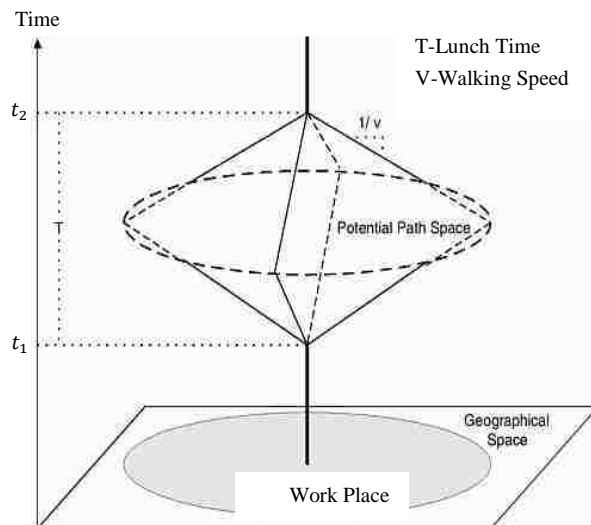 Time
T-Lunch Time
V-Walking Speed
t₂
1/ v
T
Potential Path Space
t₁
Geographical
Space
Work Place